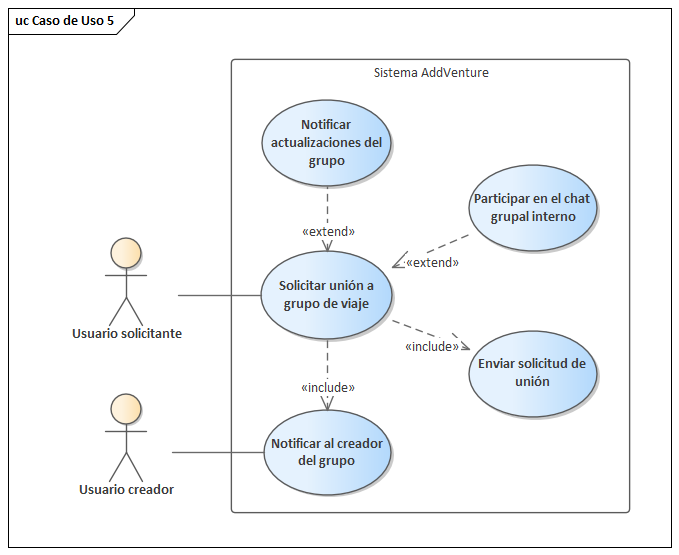 uc Caso de Uso 5
Sistema AddVenture
Notificar
actualizaciones del
grupo
Participar en el chat
grupal interno
«extend»
«extend»
Solicitar unión a
grupo de viaje
Usuario solicitante
«include»
Enviar solicitud de
unión
«include»
Notificar al creador
del grupo
Usuario creador